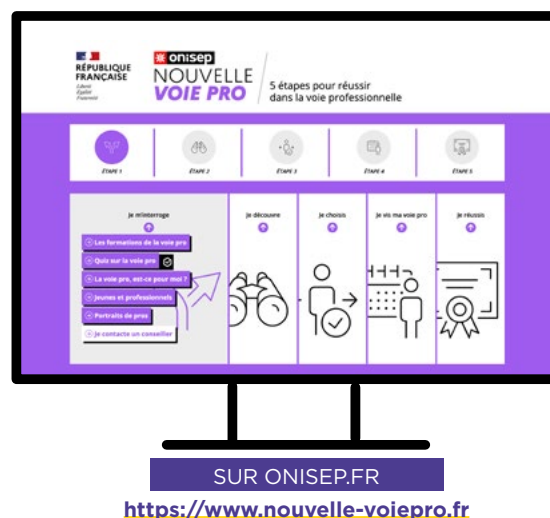 RÉPUBLIQUE
FRANÇAISE
Liberté
Égalité
Fraternité
onisep
NOUVELLE
VOIE PRO
5 étapes pour réussir
dans la voie professionnelle
ÉTAPE 1
ÉTAPE 2
ÉTAPE 3
ÉTAPE 4
ÉTAPE 5
Je m'interroge
Les formations de la voie pro
Quiz sur la voie pro
La voie pro, est-ce pour moi ?
Jeunes et professionnels
Portraits de pros
Je contacte un conseiller
Je découvre
Je choisis
Je vis ma voie pro
Je réussis
SUR ONISEP.FR
https://www.nouvelle-voiepro.fr